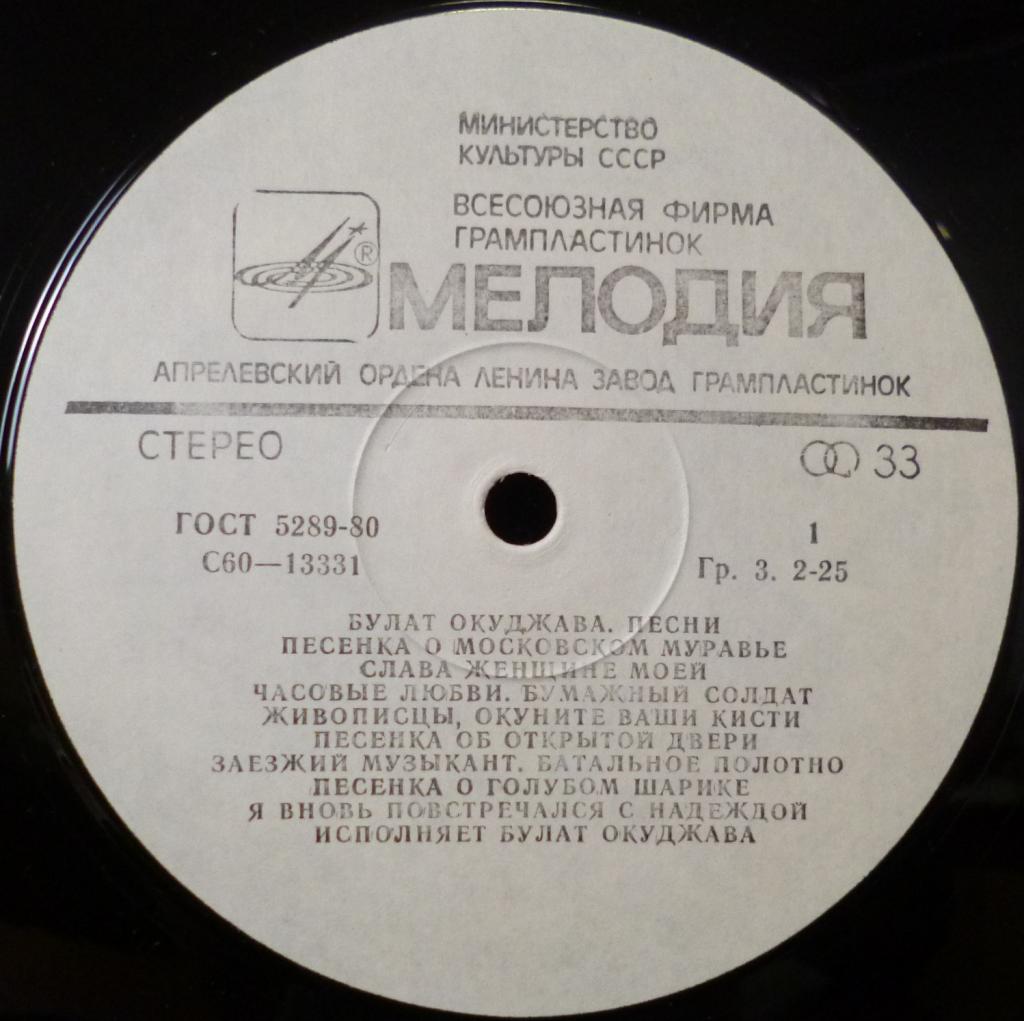 МИНИСТЕРСТВО
КУЛЬТУРЫ СССР
ВСЕСОЮЗНАЯ ФИРМА
ГРАМПЛАСТИНОК
®
МЕЛОДИЯ
АПРЕЛЕВСКИЙ ОРДЕНА ЛЕНИНА ЗАВОД ГРАМПЛАСТИНОК
СТЕРЕО
33
ГОСТ 5289-80
1
С60—13331
Гр. 3. 2-25
БУЛАТ ОКУДЖАВА. ПЕСНИ
ПЕСЕНКА О МОСКОВСКОМ МУРАВЬЕ
СЛАВА ЖЕНЩИНЕ МОЕЙ
ЧАСОВЫЕ ЛЮБВИ. БУМАЖНЫЙ СОЛДАТ
ЖИВОПИСЦЫ, ОКУНИТЕ ВАШИ КИСТИ
ПЕСЕНКА ОБ ОТКРЫТОЙ ДВЕРИ
ЗАЕЗЖИЙ МУЗЫКАНТ. БАТАЛЬНОЕ ПОЛОТНО
ПЕСЕНКА О ГОЛУБОМ ШАРИКЕ
Я ВНОВЬ ПОВСТРЕЧАЛСЯ С НАДЕЖДОЙ
ИСПОЛНЯЕТ БУЛАТ ОКУДЖАВА